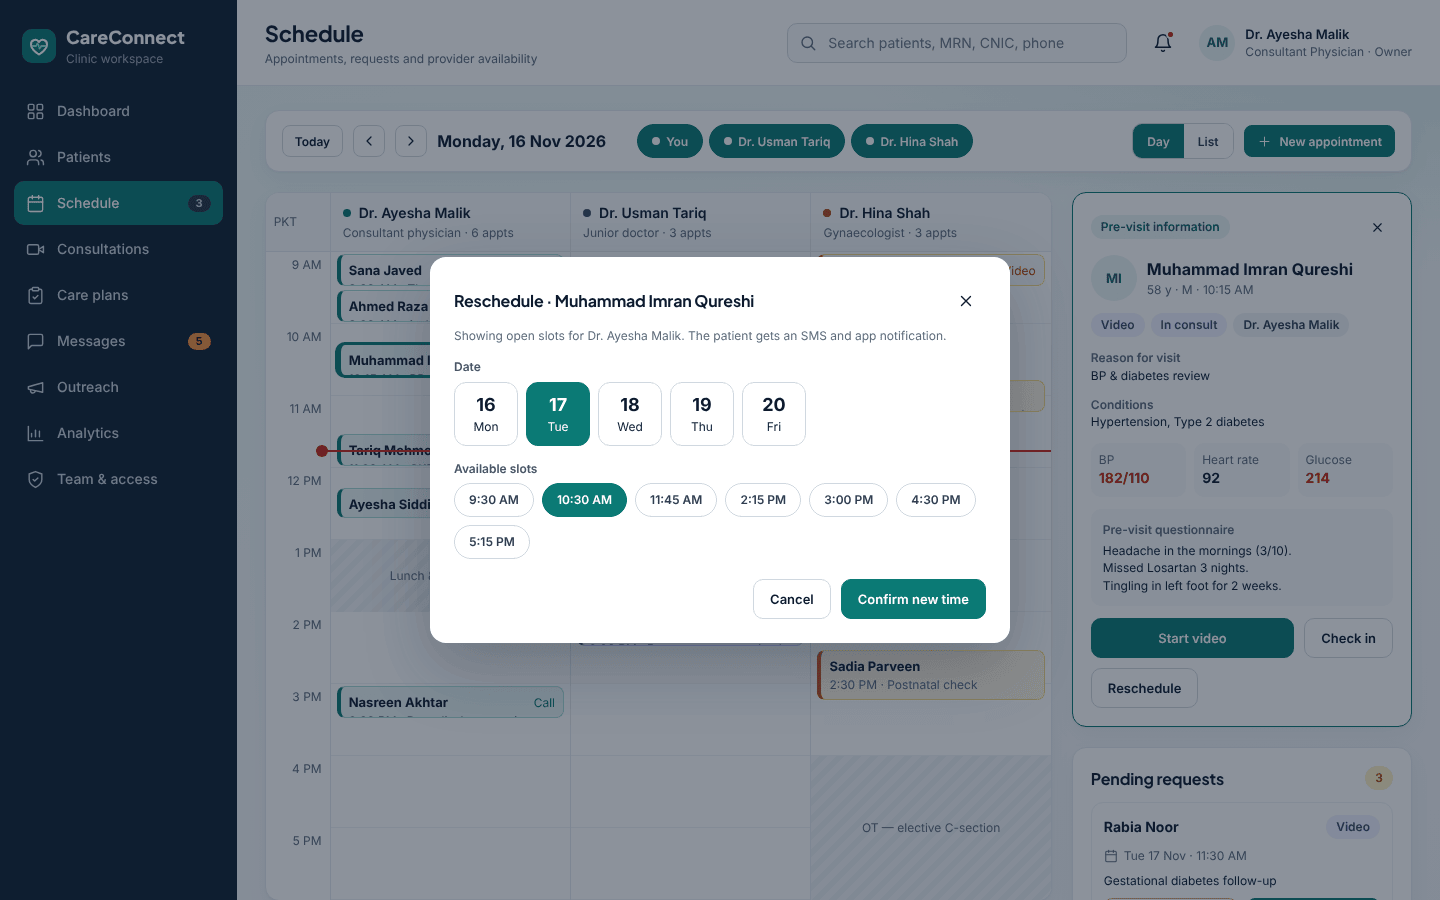 CareConnect
Clinic workspace
Dashboard
Patients
Schedule 3
Consultations
Care plans
Messages 5
Outreach
Analytics
Team & access
Schedule
Appointments, requests and provider availability
Search patients, MRN, CNIC, phone
AM
Dr. Ayesha Malik
Consultant Physician · Owner
Today
Monday, 16 Nov 2026
You
Dr. Usman Tariq
Dr. Hina Shah
Day
List
New appointment
PKT
Dr. Ayesha Malik
Consultant physician · 6 appts
Dr. Usman Tariq
Junior doctor · 3 appts
Dr. Hina Shah
Gynaecologist · 3 appts
9 AM
10 AM
11 AM
12 PM
1 PM
2 PM
3 PM
4 PM
5 PM
Sana Javed
Ahmed Raza
Muhammad
Tariq Mehmo
Ayesha Siddi
Lunch
Nasreen Akhtar Call
Sadia Parveen
2:30 PM · Postnatal check
OT — elective C-section
Reschedule · Muhammad Imran Qureshi
Showing open slots for Dr. Ayesha Malik. The patient gets an SMS and app notification.
Date
16 Mon
17 Tue
18 Wed
19 Thu
20 Fri
Available slots
9:30 AM
10:30 AM
11:45 AM
2:15 PM
3:00 PM
4:30 PM
5:15 PM
Cancel
Confirm new time
Pre-visit information
MI
Muhammad Imran Qureshi
58 y · M · 10:15 AM
Video
In consult
Dr. Ayesha Malik
Reason for visit
BP & diabetes review
Conditions
Hypertension, Type 2 diabetes
BP
182/110
Heart rate
92
Glucose
214
Pre-visit questionnaire
Headache in the mornings (3/10).
Missed Losartan 3 nights.
Tingling in left foot for 2 weeks.
Start video
Check in
Reschedule
Pending requests 3
Rabia Noor Video
Tue 17 Nov · 11:30 AM
Gestational diabetes follow-up